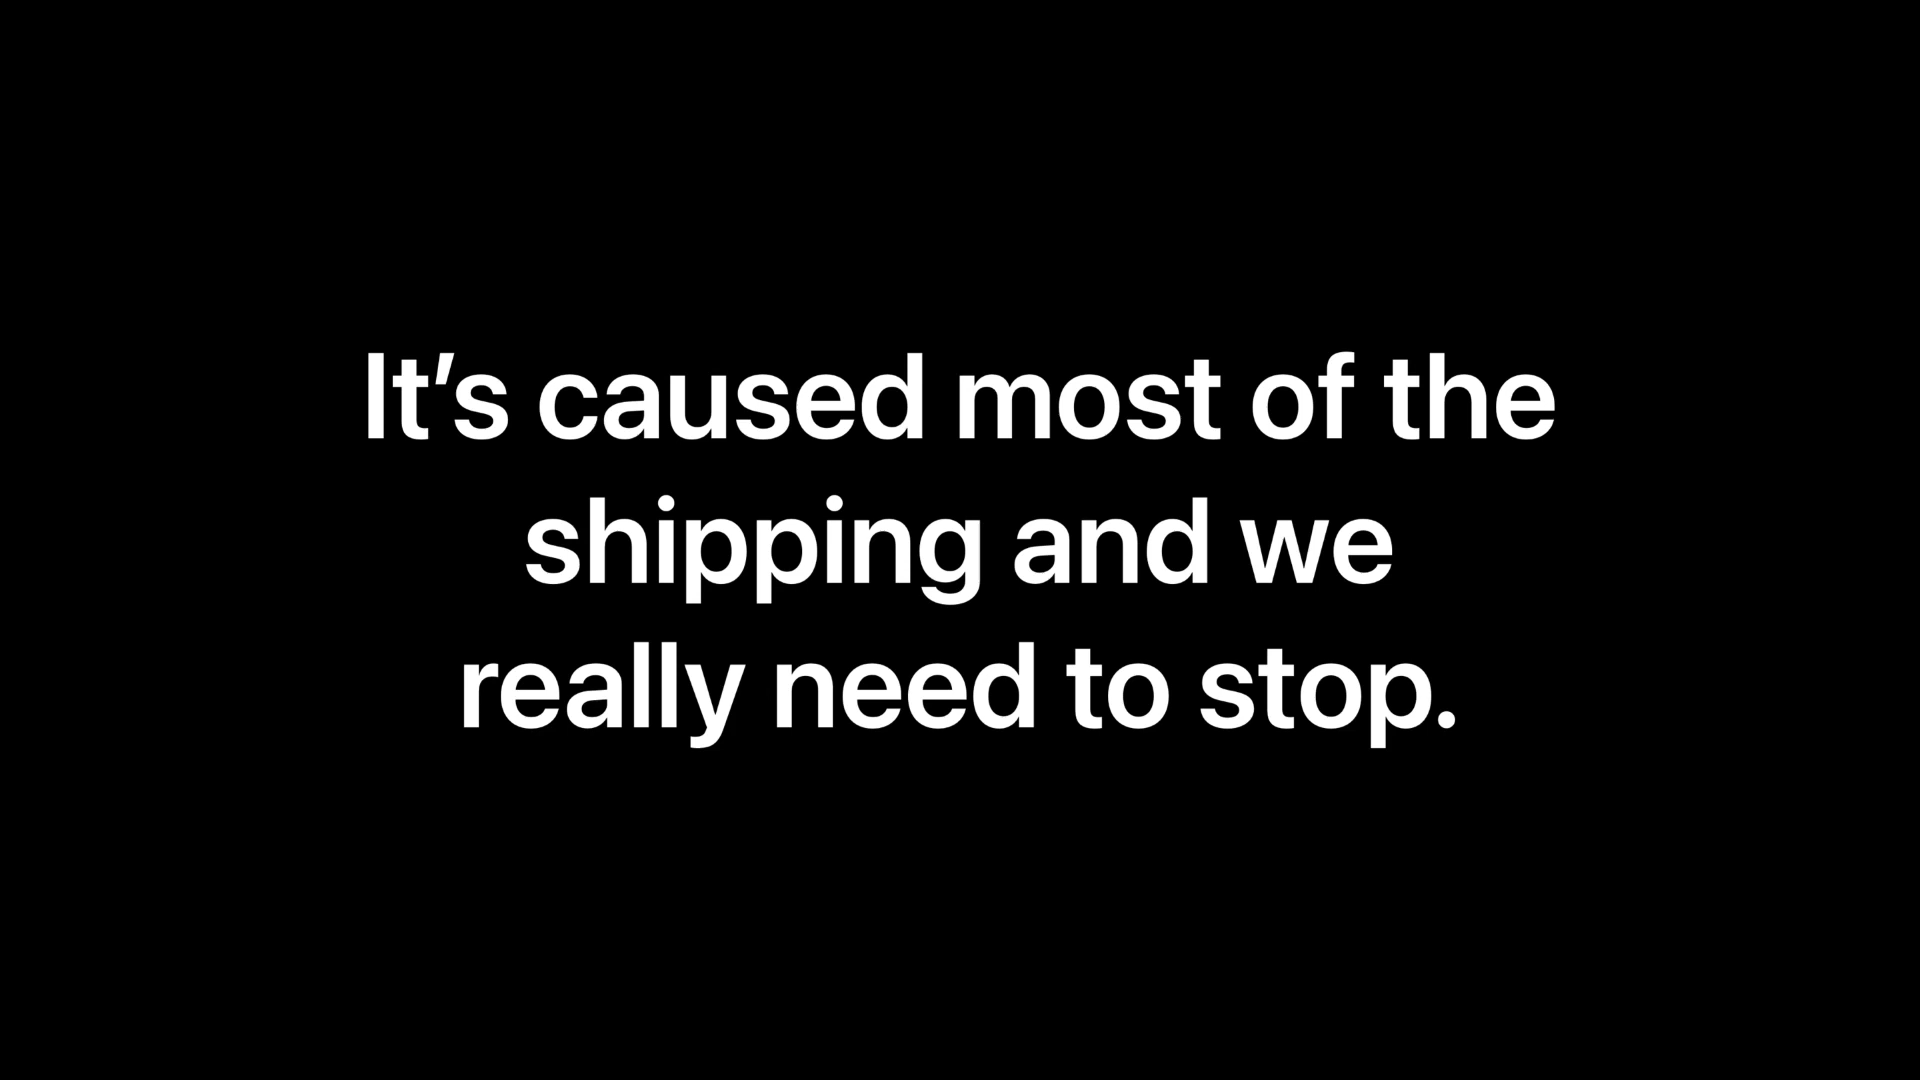 It’s caused most of the
shipping and we
really need to stop.